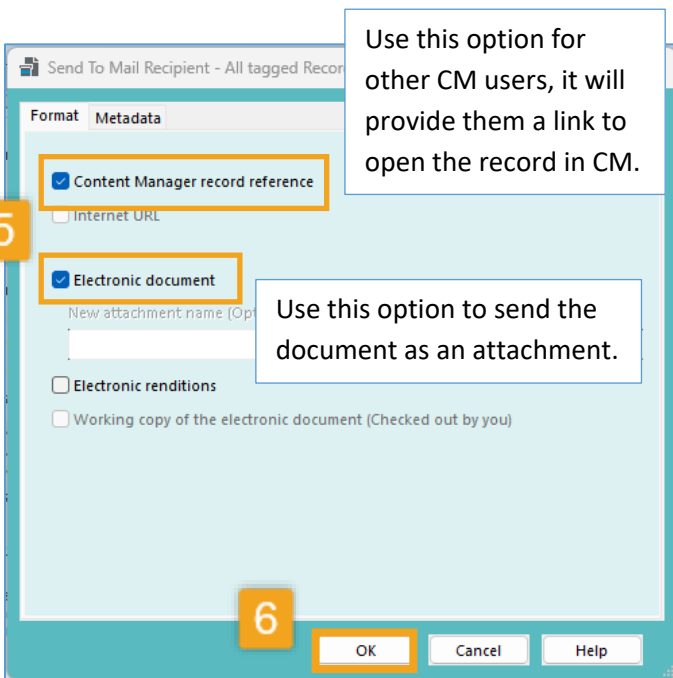 Use this option for
other CM users, it will
provide them a link to
open the record in CM.
Send To Mail Recipient - All tagged
Format Metadata
Content Manager record reference
5
Internet URL
Electronic document
Use this option to send the
document as an attachment.
New attachment name
Electronic renditions
Working copy of the electronic document (Checked out by you)
6
OK Cancel Help